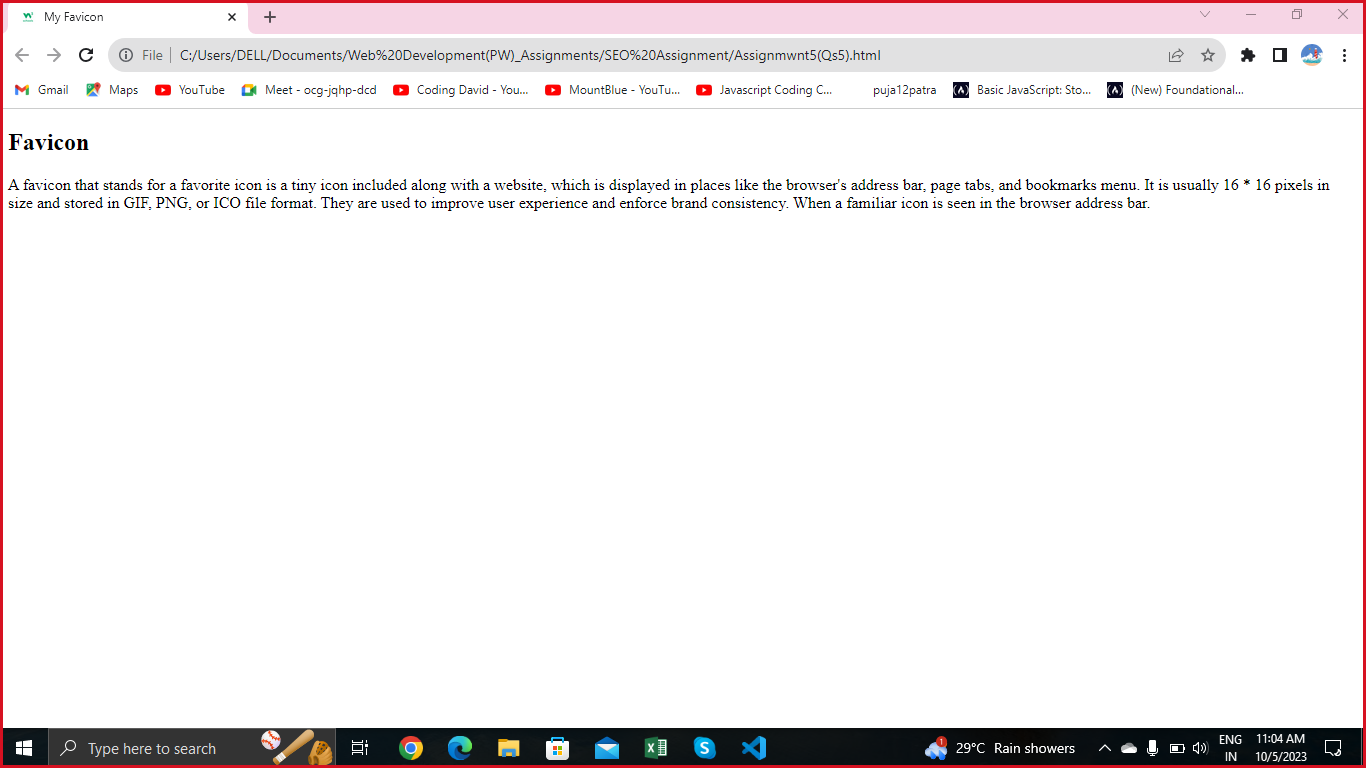 My Favicon
File
C:/Users/DELL/Documents/Web%20Development(PW)_Assignments/SEO%20Assignment/Assignmwnt5(Qs5).html
Gmail Maps YouTube Meet - ocg-jqhp-dcd Coding David - You... MountBlue - YouTu... Javascript Coding C... puja12patra Basic JavaScript: Sto... (New) Foundational...
Favicon
A favicon that stands for a favorite icon is a tiny icon included along with a website, which is displayed in places like the browser's address bar, page tabs, and bookmarks menu. It is usually 16 * 16 pixels in
size and stored in GIF, PNG, or ICO file format. They are used to improve user experience and enforce brand consistency. When a familiar icon is seen in the browser address bar.
Type here to search
1
29°C Rain showers
ENG
IN
11:04 AM
10/5/2023